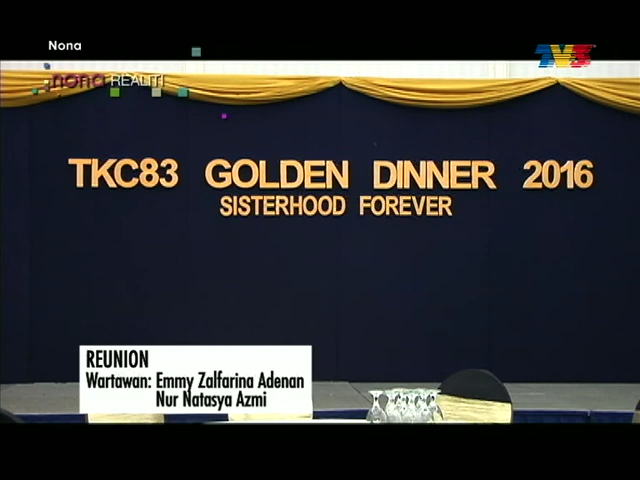 Nona
TV3
nona REALITI
TKC83 GOLDEN DINNER 2016
SISTERHOOD FOREVER
REUNION
Wartawan: Emmy Zalfarina Adenan
Nur Natasya Azmi